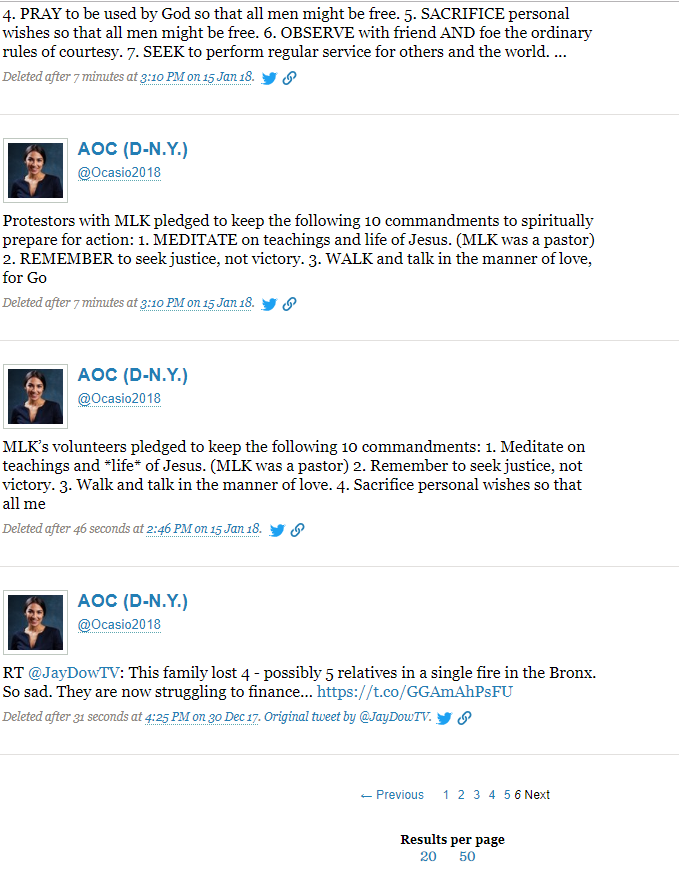 4. PRAY to be used by God so that all men might be free. 5. SACRIFICE personal
wishes so that all men might be free. 6. OBSERVE with friend AND foe the ordinary
rules of courtesy. 7. SEEK to perform regular service for others and the world. ...
Deleted after 7 minutes at 3:10 PM on 15 Jan 18.
AOC (D-N.Y.)
@Ocasio2018
Protestors with MLK pledged to keep the following 10 commandments to spiritually
prepare for action: 1. MEDITATE on teachings and life of Jesus. (MLK was a pastor)
2. REMEMBER to seek justice, not victory. 3. WALK and talk in the manner of love,
for Go
Deleted after 7 minutes at 3:10 PM on 15 Jan 18.
AOC (D-N.Y.)
@Ocasio2018
MLK’s volunteers pledged to keep the following 10 commandments: 1. Meditate on
teachings and *life* of Jesus. (MLK was a pastor) 2. Remember to seek justice, not
victory. 3. Walk and talk in the manner of love. 4. Sacrifice personal wishes so that
all me
Deleted after 46 seconds at 2:46 PM on 15 Jan 18.
AOC (D-N.Y.)
@Ocasio2018
RT @JayDowTV: This family lost 4 - possibly 5 relatives in a single fire in the Bronx.
So sad. They are now struggling to finance... https://t.co/GGAmAhPsFU
Deleted after 31 seconds at 4:25 PM on 30 Dec 17. Original tweet by @JayDowTV.
← Previous 1 2 3 4 5 6 Next
Results per page
20 50